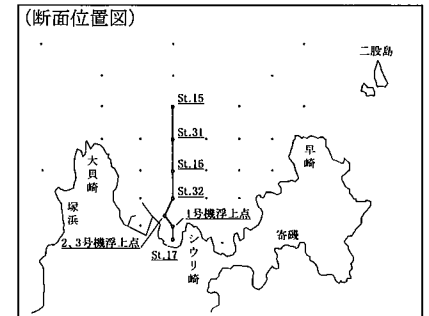 (断面位置図)
二股島
St.15
St.31
早崎
大貝崎
St.16
塚浜
St.32
1号機浮上点
寄磯
シウリ崎
2、3号機浮上点
St.17